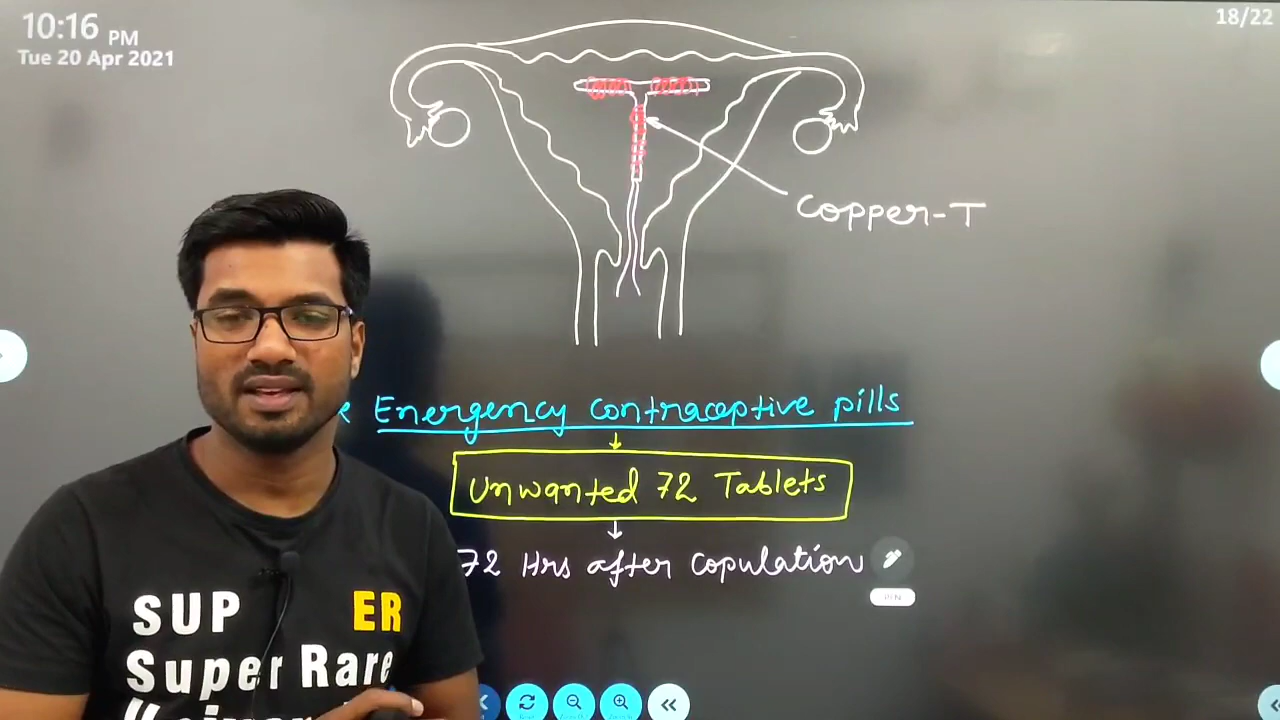 10:16 PM
Tue 20 Apr 2021
18/22
Copper-T
Energency contraceptive pills
Unwanted 72 Tablets
72 Hrs after copulation
PEN
SUP ER
Super Rare